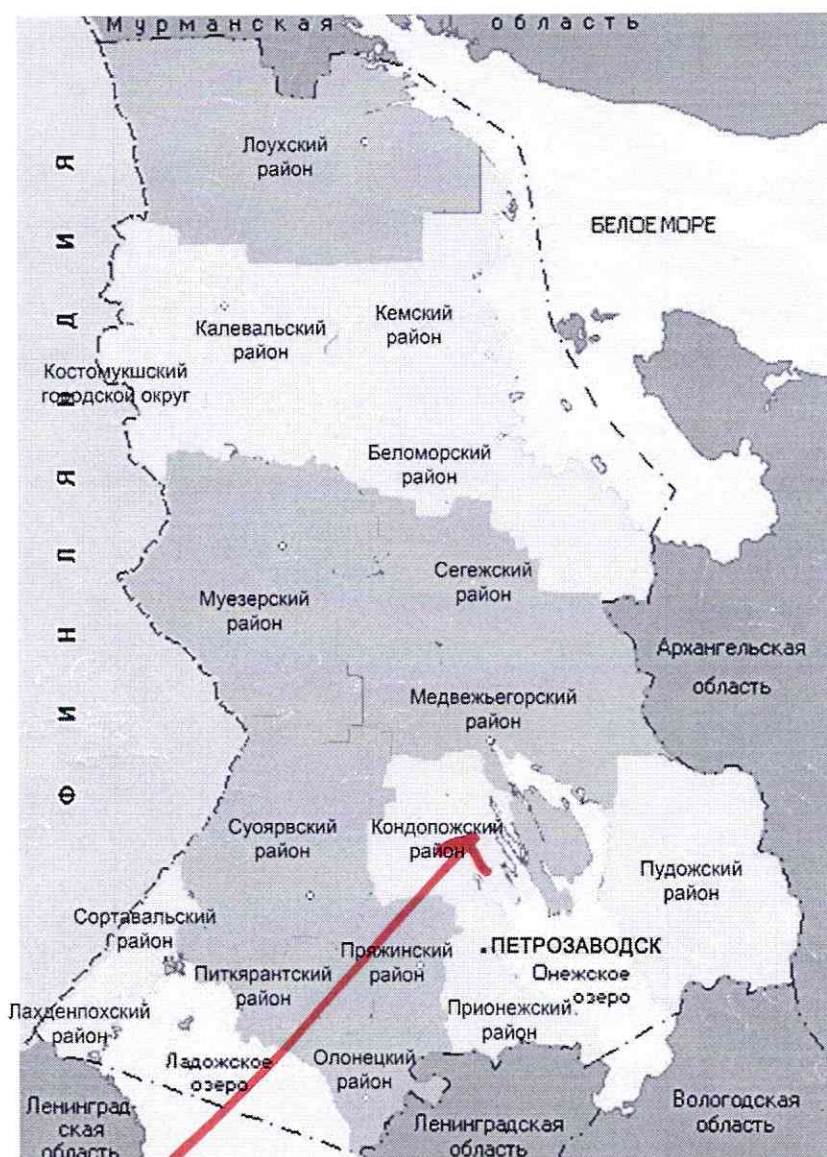 Мурманская область
Лоухский
район
БЕЛОЕ МОРЕ
Калевальский
район
Кемский
район
Костомукшский
городской округ
Беломорский
район
ФИНЛЯНДИЯ
Сегежский
район
Муезерский
район
Архангельская
область
Медвежьегорский
район
Суоярвский
район
Кондопожский
район
Пудожский
район
Сортавальский
район
ПЕТРОЗАВОДСК
Пряжинский
район
Питкярантский
район
Онежское
озеро
Прионежский
район
Лахденпохский
район
Ладожское
озеро
Олонецкий
район
Ленинград-
ская
область
Ленинградская
область
Вологодская
область